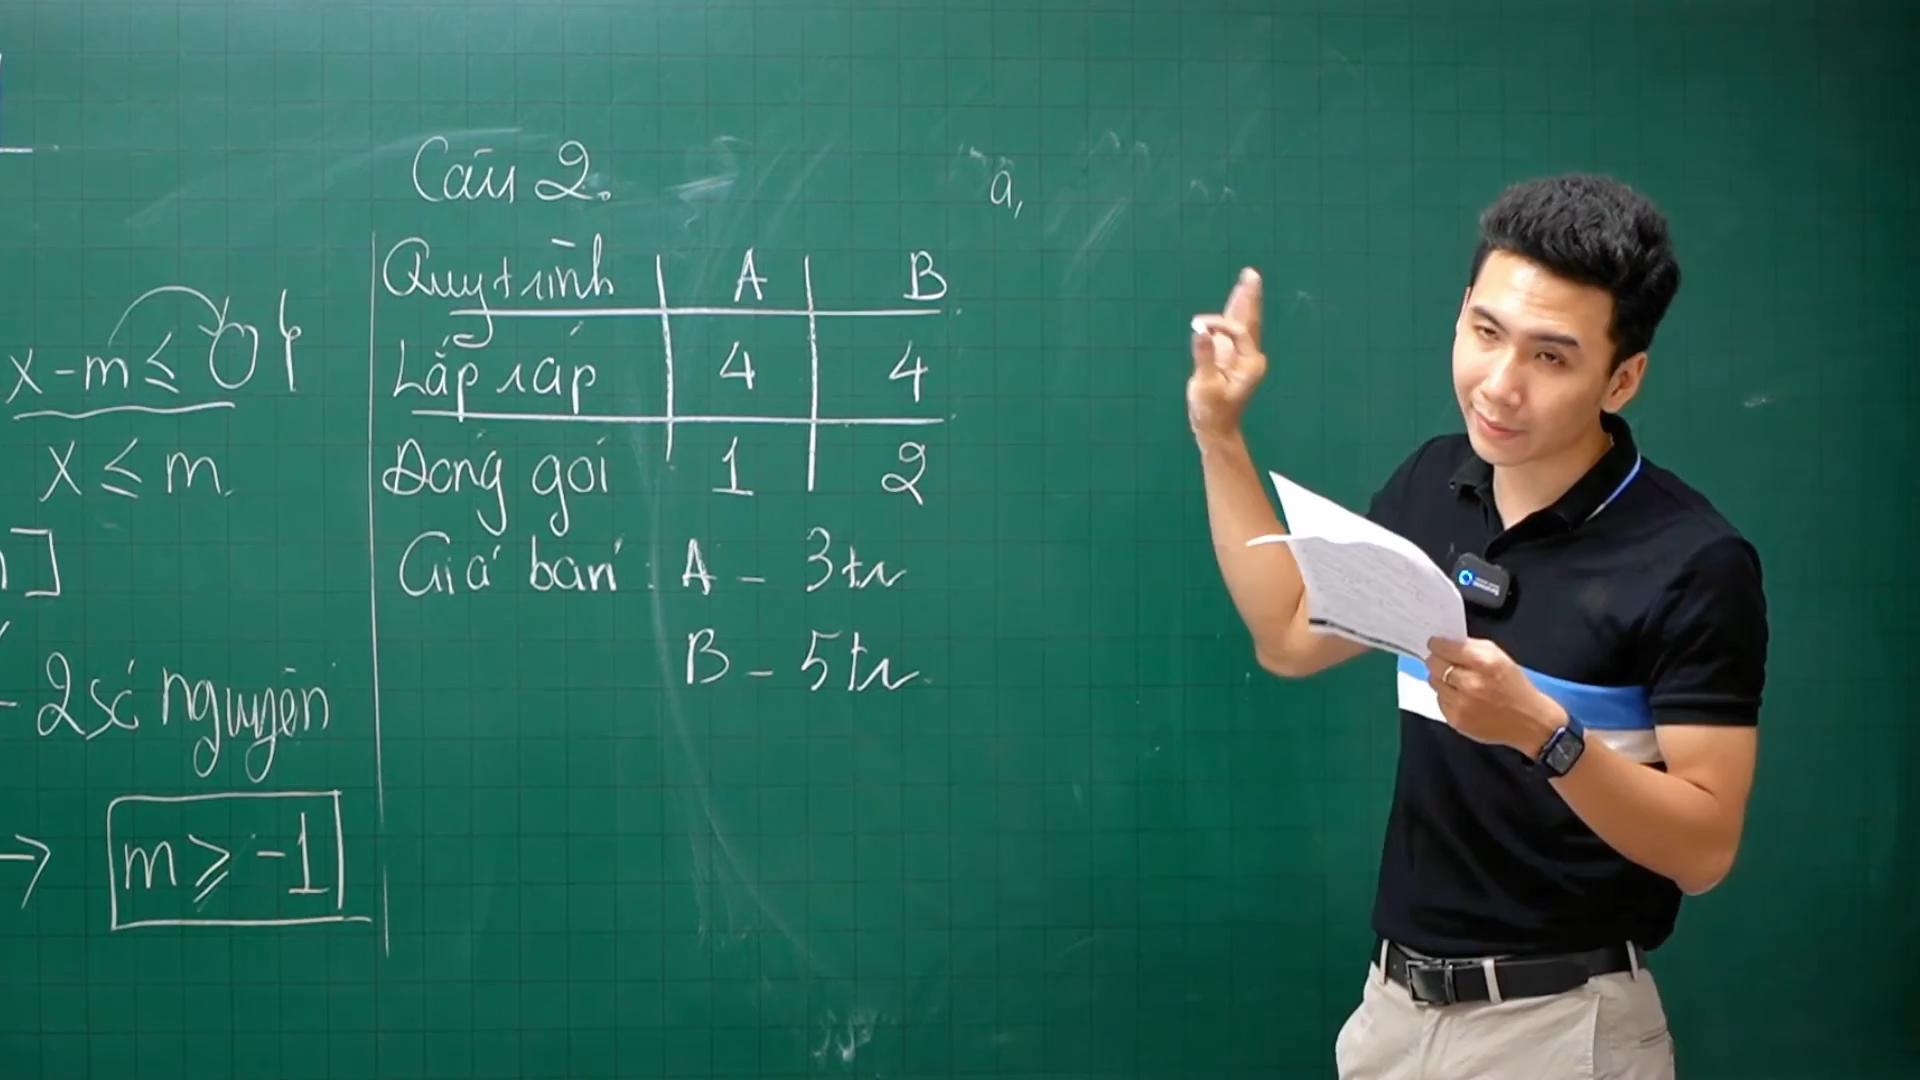 x - m ≤ 0
x ≤ m
]
- 2 số nguyên
→ m ≥ -1
Câu 2.
Quy trình A B
Lắp ráp 4 4
Đóng gói 1 2
Giá bán: A - 3tr
B - 5tr
a,